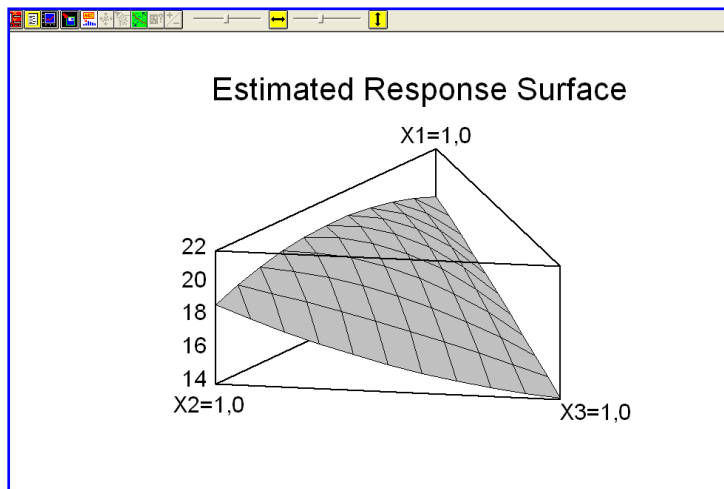 Estimated Response Surface
X1=1,0
22
20
18
16
14
X2=1,0
X3=1,0